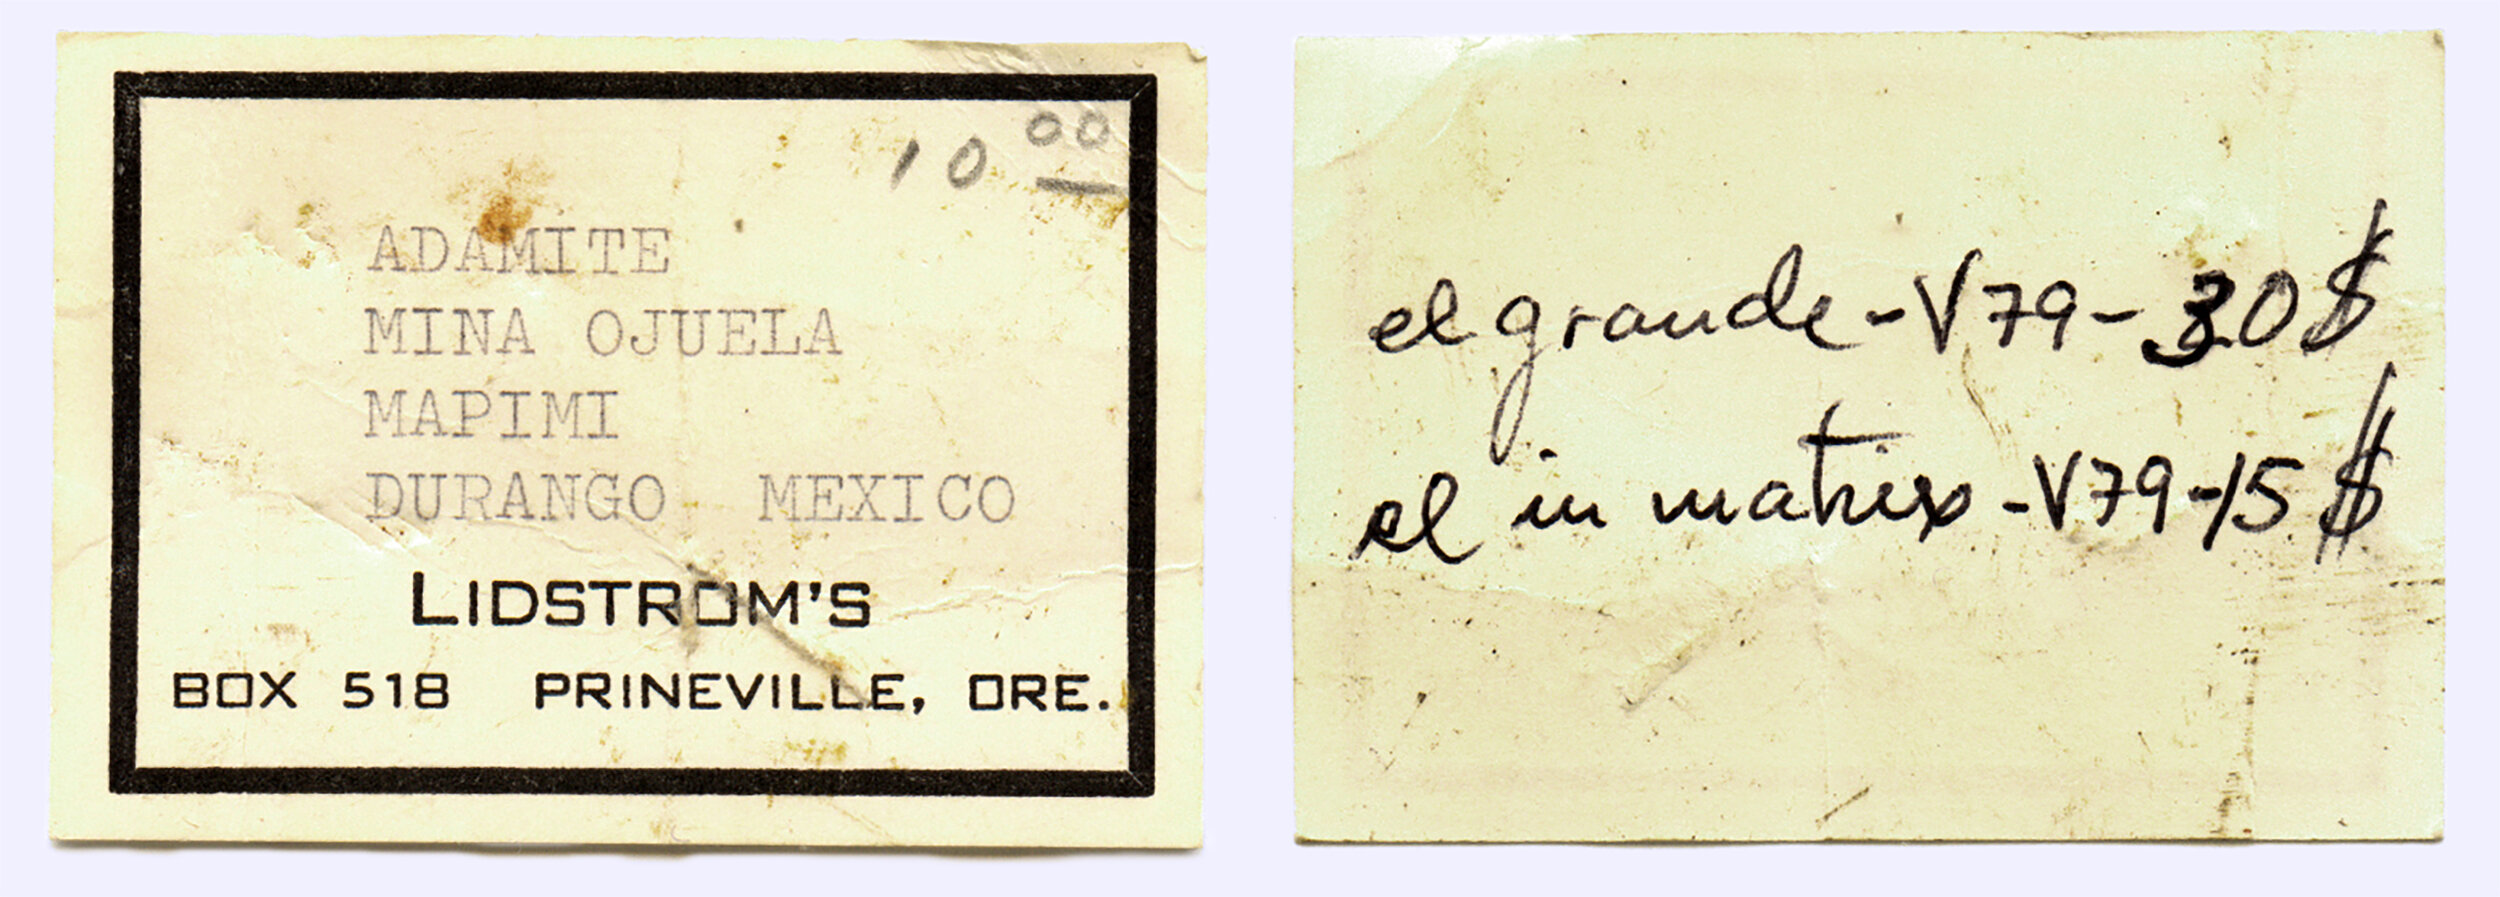 10 00
ADAMITE
MINA OJUELA
MAPIMI
DURANGO MEXICO
LIDSTROM'S
BOX 518 PRINEVILLE, ORE.
el grande - V79 - 30$
el in matrix - V79 - 15 $